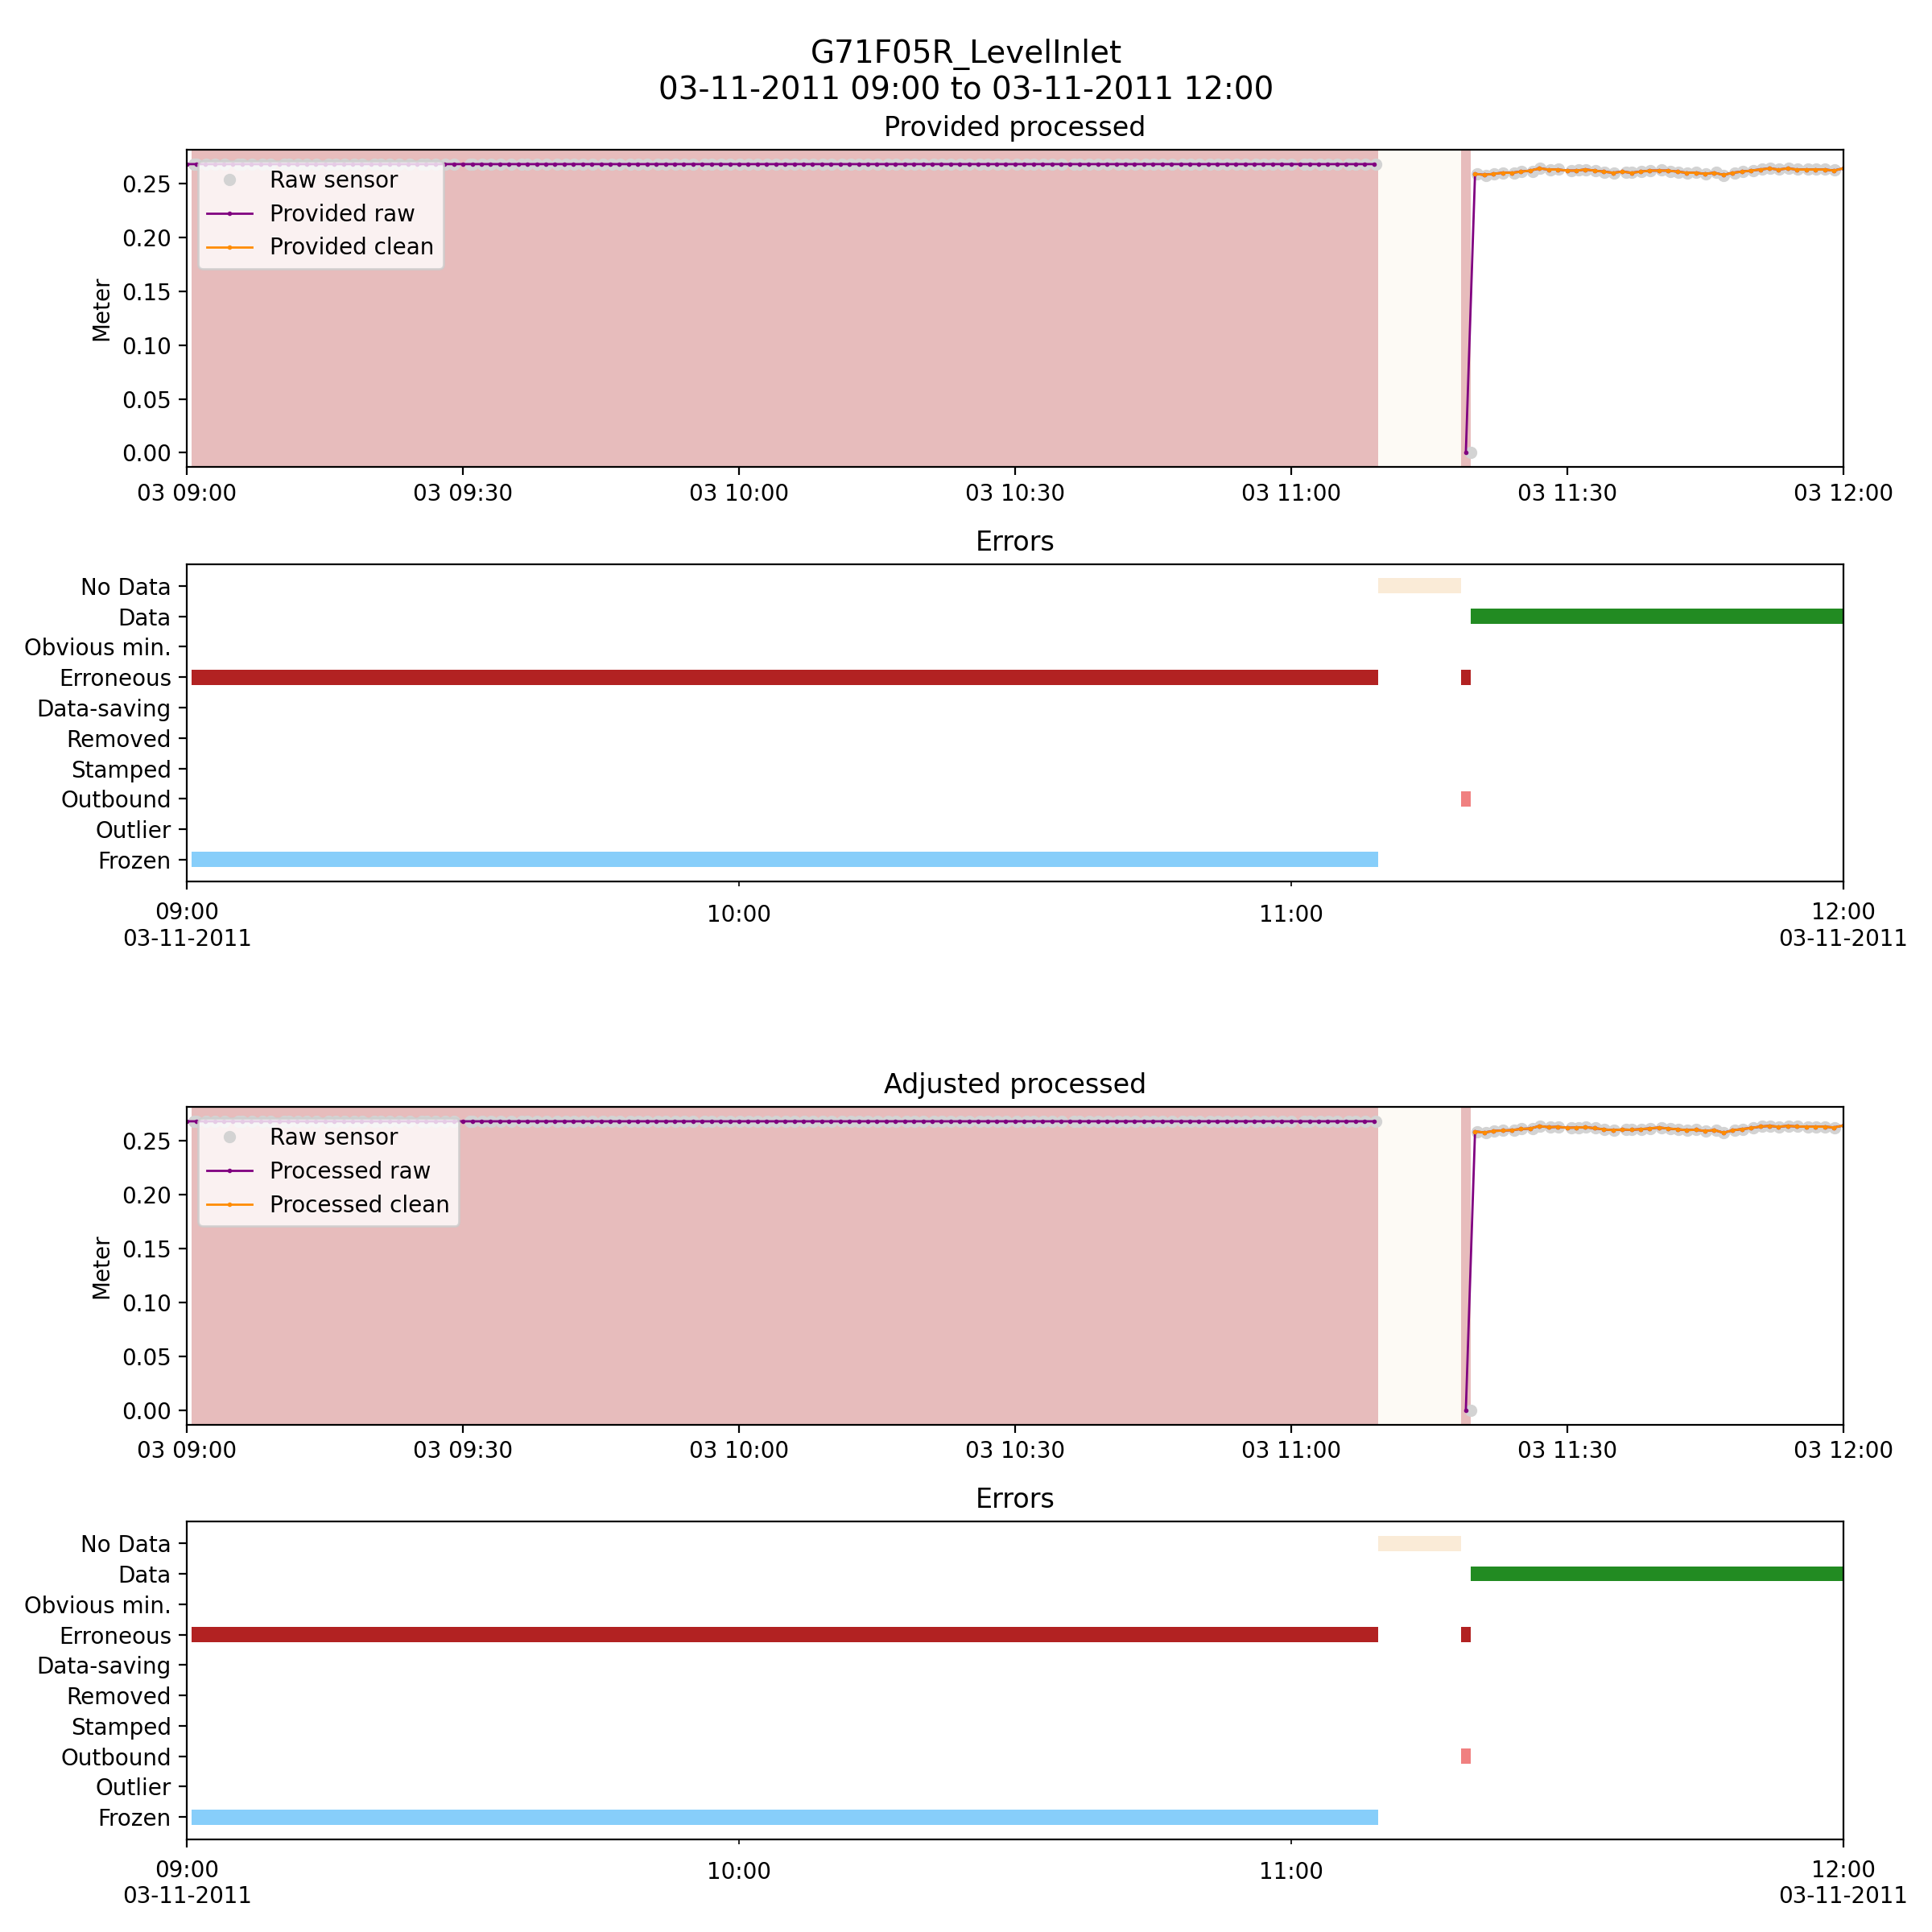 G71F05R_LevelInlet
03-11-2011 09:00 to 03-11-2011 12:00
Provided processed
Meter
0.25
0.20
0.15
0.10
0.05
0.00
Raw sensor
Provided raw
Provided clean
03 09:00 03 09:30 03 10:00 03 10:30 03 11:00 03 11:30 03 12:00
Errors
No Data
Data
Obvious min.
Erroneous
Data-saving
Removed
Stamped
Outbound
Outlier
Frozen
09:00 10:00 11:00 12:00
03-11-2011 03-11-2011
Adjusted processed
Meter
0.25
0.20
0.15
0.10
0.05
0.00
Raw sensor
Processed raw
Processed clean
03 09:00 03 09:30 03 10:00 03 10:30 03 11:00 03 11:30 03 12:00
Errors
No Data
Data
Obvious min.
Erroneous
Data-saving
Removed
Stamped
Outbound
Outlier
Frozen
09:00 10:00 11:00 12:00
03-11-2011 03-11-2011